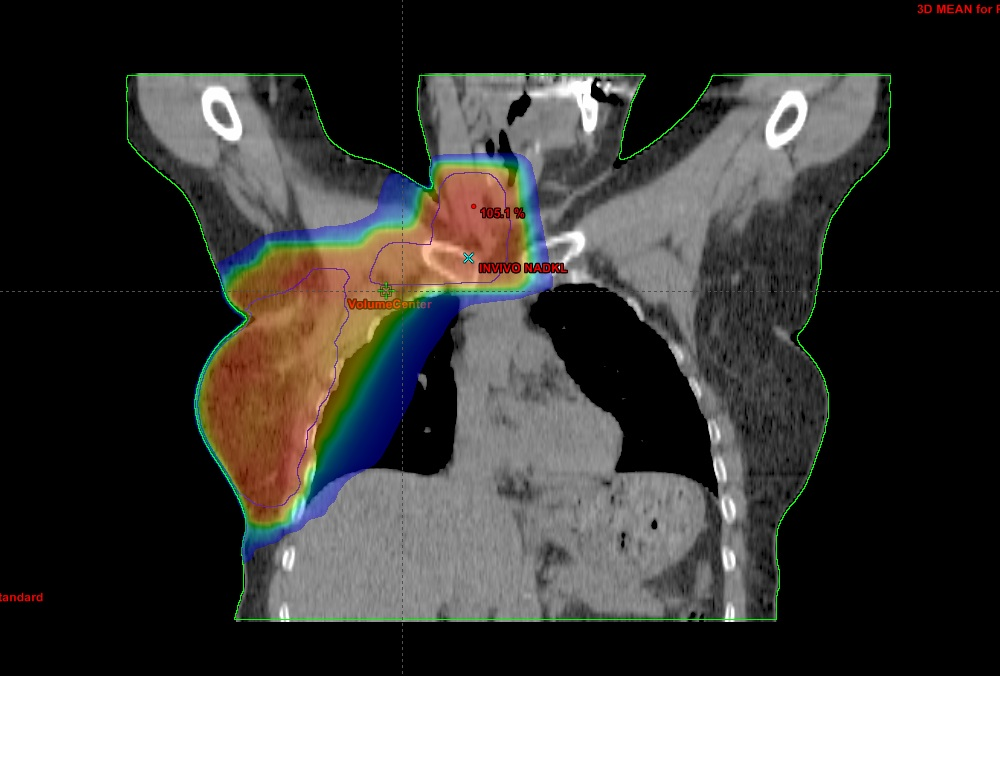 3D MEAN for
105.1 %
INVIVO NADKL
VolumeCenter
tandard